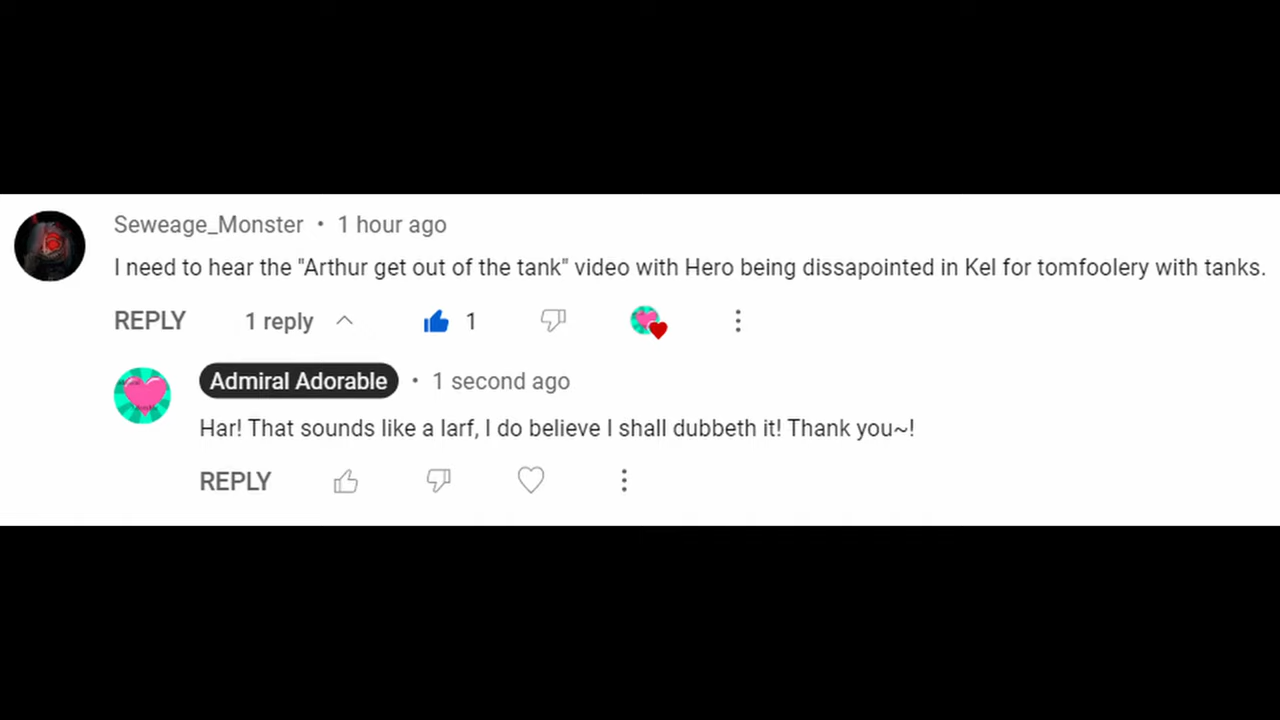 Seweage_Monster • 1 hour ago
I need to hear the "Arthur get out of the tank" video with Hero being dissapointed in Kel for tomfoolery with tanks.
REPLY 1 reply 1
Admiral Adorable • 1 second ago
Har! That sounds like a larf, I do believe I shall dubbeth it! Thank you~!
REPLY